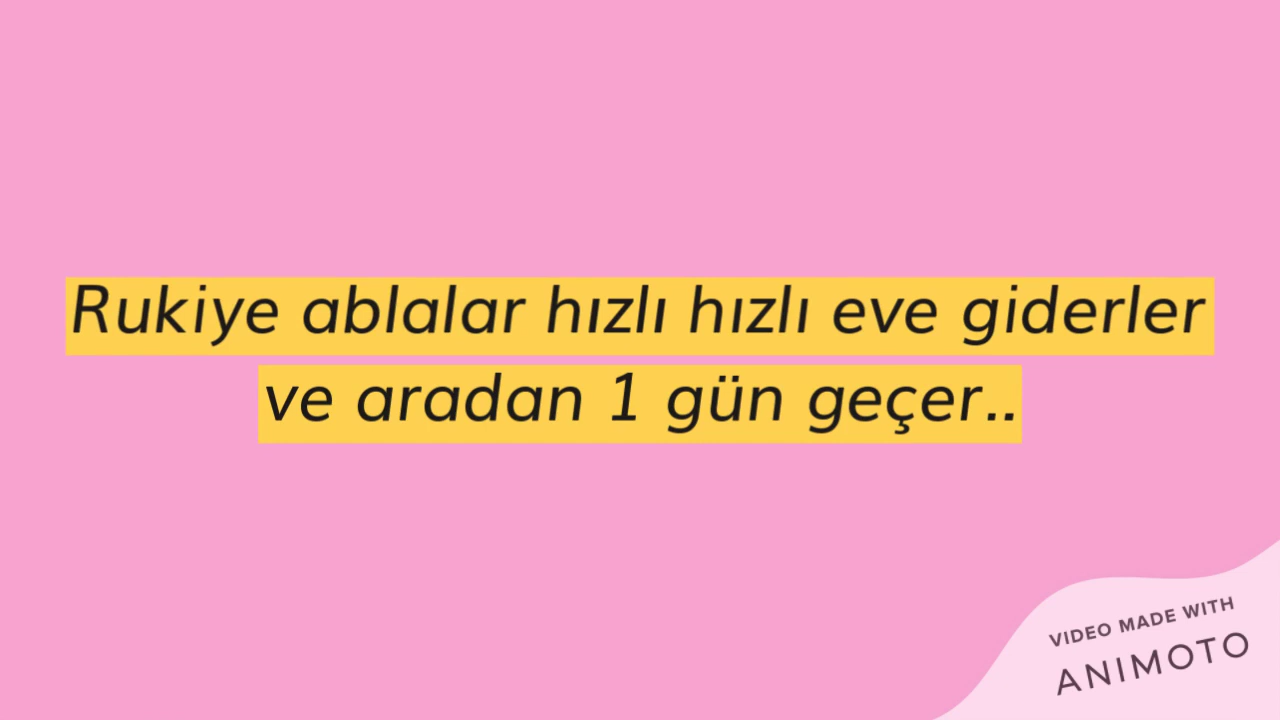 Rukiye ablalar hızlı hızlı eve giderler
ve aradan 1 gün geçer..
VIDEO MADE WITH
ANIMOTO